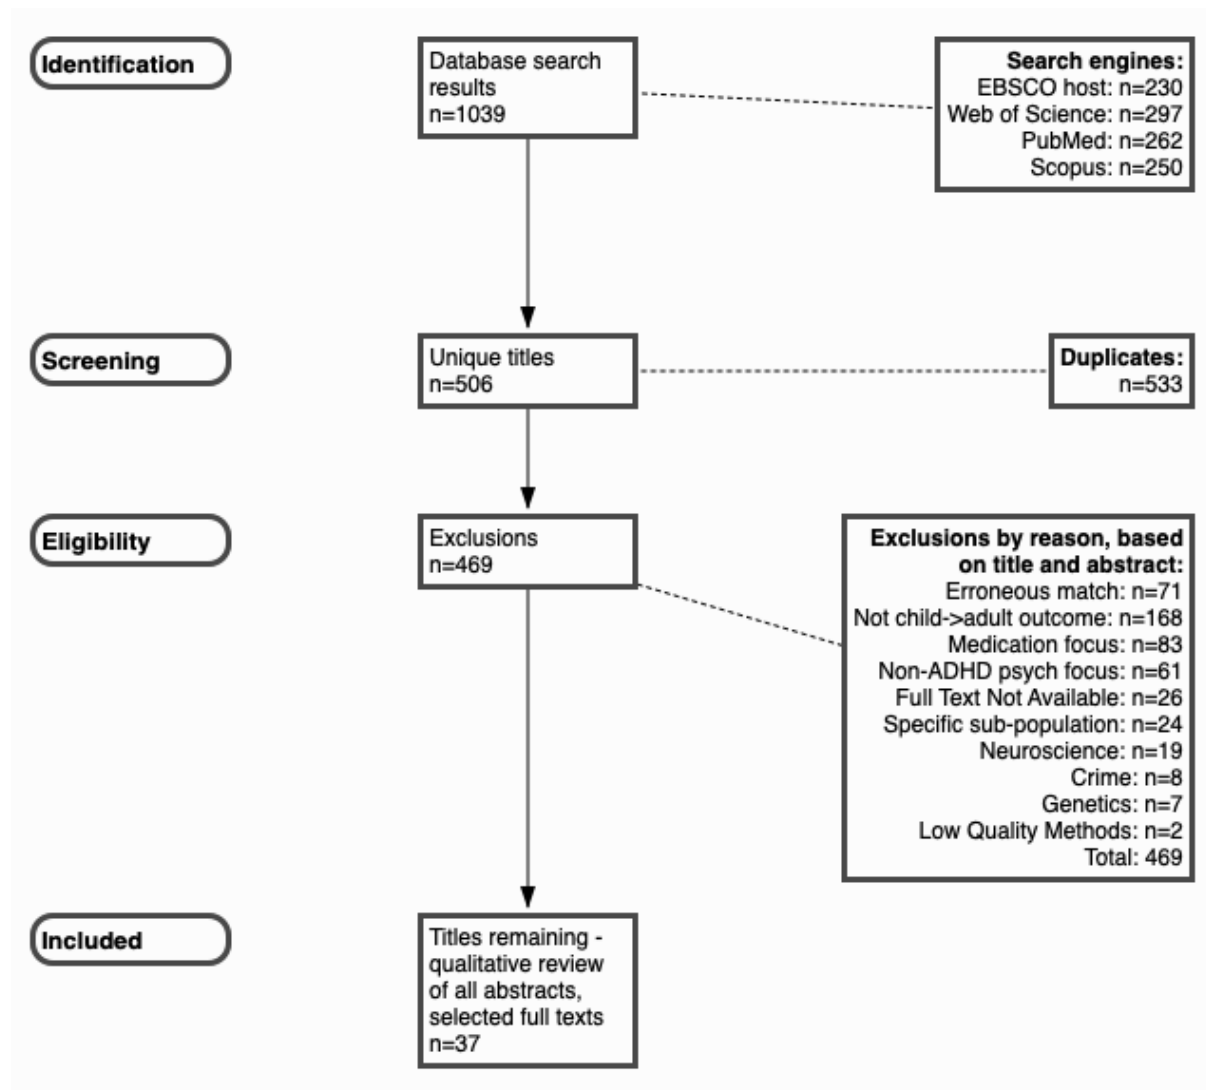 Identification
Database search
results
n=1039
Search engines:
EBSCO host: n=230
Web of Science: n=297
PubMed: n=262
Scopus: n=250
Screening
Unique titles
n=506
Duplicates:
n=533
Eligibility
Exclusions
n=469
Exclusions by reason, based
on title and abstract:
Erroneous match: n=71
Not child->adult outcome: n=168
Medication focus: n=83
Non-ADHD psych focus: n=61
Full Text Not Available: n=26
Specific sub-population: n=24
Neuroscience: n=19
Crime: n=8
Genetics: n=7
Low Quality Methods: n=2
Total: 469
Included
Titles remaining -
qualitative review
of all abstracts,
selected full texts
n=37